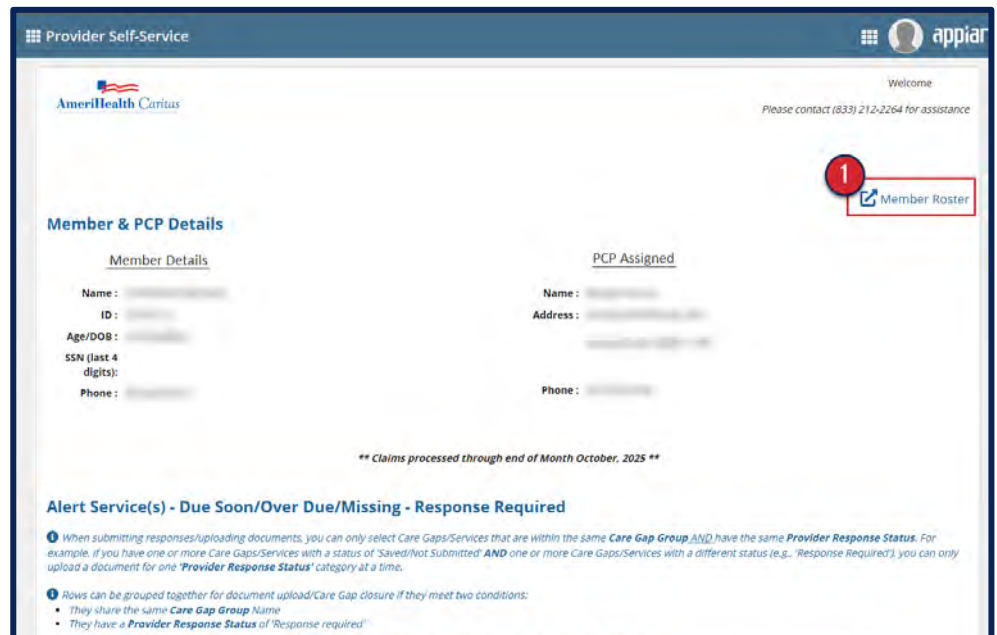 Provider Self-Service
appian
AmeriHealth Caritas
Welcome
Please contact (833) 212-2264 for assistance
1
Member Roster
Member & PCP Details
Member Details
PCP Assigned
Name :
Name :
ID :
Address :
Age/DOB :
SSN (last 4
digits):
Phone :
Phone :
** Claims processed through end of Month October, 2025 **
Alert Service(s) - Due Soon/Over Due/Missing - Response Required
When submitting responses/uploading documents, you can only select Care Gaps/Services that are within the same Care Gap Group AND have the same Provider Response Status. For
example, if you have one or more Care Gaps/Services with a status of 'Saved/Not Submitted' AND one or more Care Gaps/Services with a different status (e.g., 'Response Required'), you can only
upload a document for one 'Provider Response Status' category at a time.
Rows can be grouped together for document upload/Care Gap closure if they meet two conditions:
• They share the same Care Gap Group Name
• They have a Provider Response Status of 'Response required'